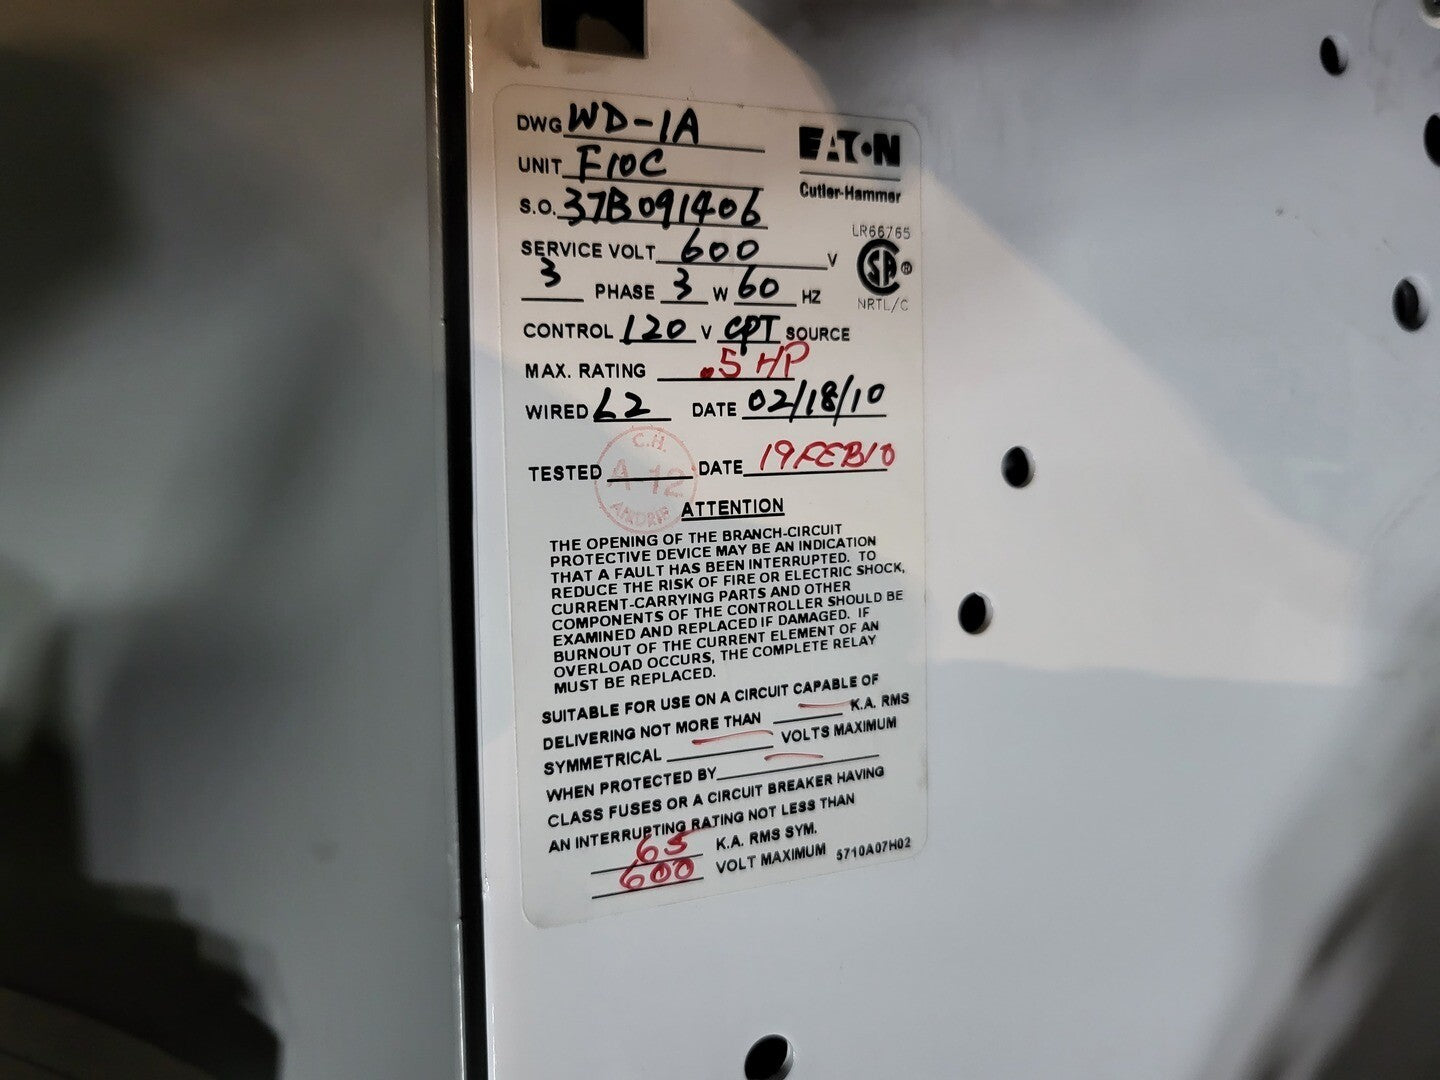 DWG WD-1A
EATON
UNIT F10C
Cutler-Hammer
S.O. 37B091406
LR66765
SERVICE VOLT 600 V
SA ®
3 PHASE 3 W 60 HZ
NRTL/C
CONTROL 120 V CPT SOURCE
MAX. RATING .5 HP
WIRED L2 DATE 02/18/10
C.H.
TESTED A 12 DATE 19FEB10
ATTENTION
THE OPENING OF THE BRANCH-CIRCUIT
PROTECTIVE DEVICE MAY BE AN INDICATION
THAT A FAULT HAS BEEN INTERRUPTED. TO
REDUCE THE RISK OF FIRE OR ELECTRIC SHOCK,
CURRENT-CARRYING PARTS AND OTHER
COMPONENTS OF THE CONTROLLER SHOULD BE
EXAMINED AND REPLACED IF DAMAGED. IF
BURNOUT OF THE CURRENT ELEMENT OF AN
OVERLOAD OCCURS, THE COMPLETE RELAY
MUST BE REPLACED.
SUITABLE FOR USE ON A CIRCUIT CAPABLE OF
DELIVERING NOT MORE THAN K.A. RMS
SYMMETRICAL VOLTS MAXIMUM
WHEN PROTECTED BY
CLASS FUSES OR A CIRCUIT BREAKER HAVING
AN INTERRUPTING RATING NOT LESS THAN
65 K.A. RMS SYM.
600 VOLT MAXIMUM 5710A07H02